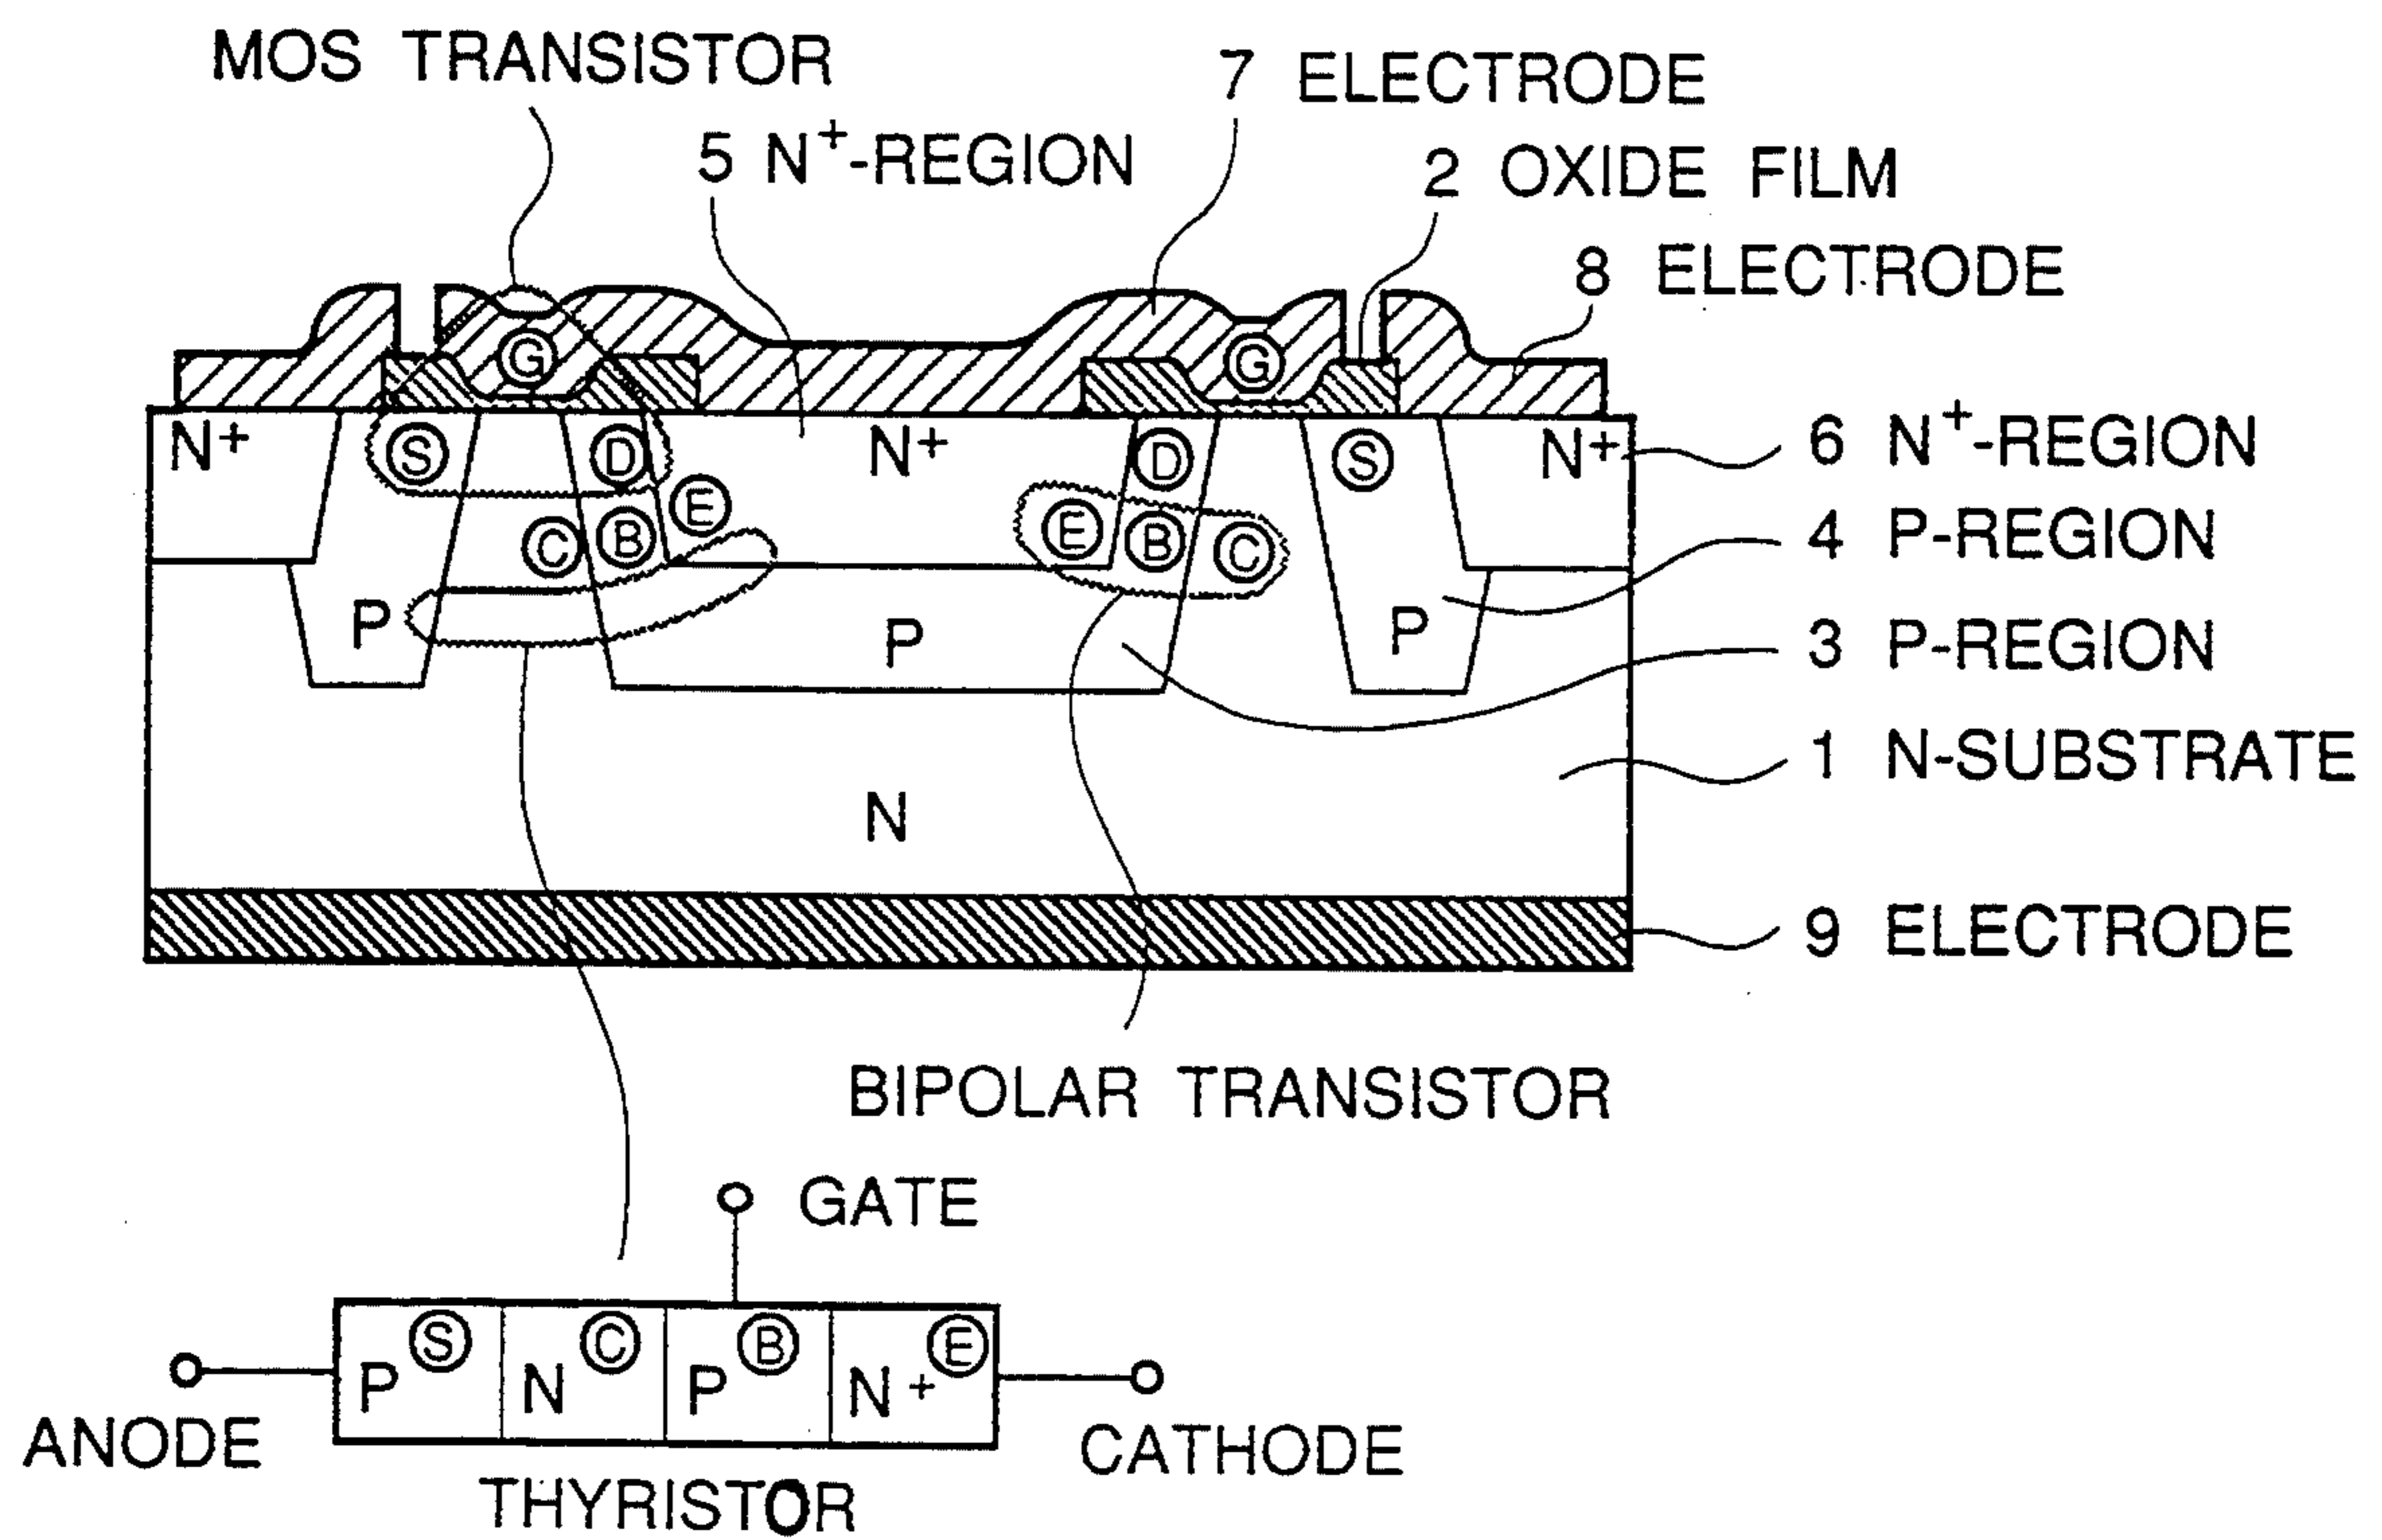 MOS TRANSISTOR
7 ELECTRODE
5 N+-REGION
2 OXIDE FILM
8 ELECTRODE
G
G
N+
S
D
N+
D
S
N+
6 N+-REGION
E
C
B
E
B
C
4 P-REGION
P
P
P
3 P-REGION
1 N-SUBSTRATE
N
9 ELECTRODE
BIPOLAR TRANSISTOR
GATE
S
C
B
E
P
N
P
N+
ANODE
CATHODE
THYRISTOR